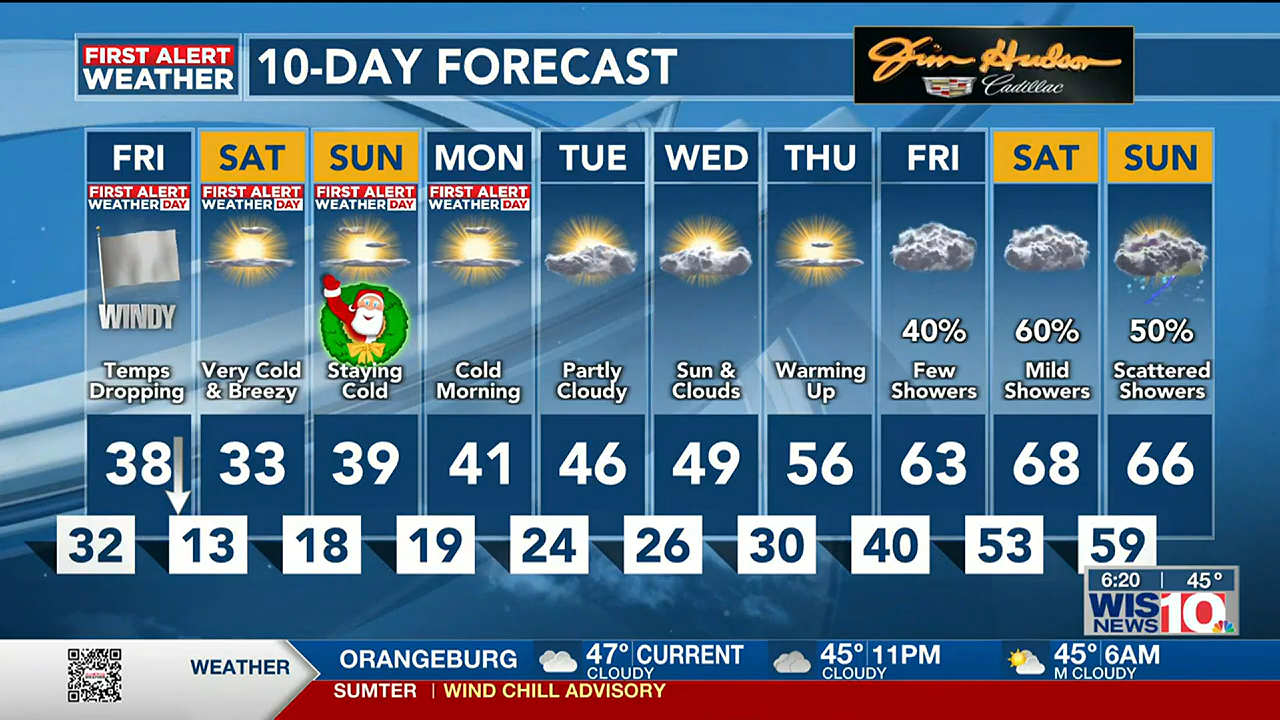 FIRST ALERT
WEATHER
10-DAY FORECAST
Jim Hudson
Cadillac
FRI SAT SUN MON TUE WED THU FRI SAT SUN
FIRST ALERT FIRST ALERT FIRST ALERT FIRST ALERT
WEATHER DAY WEATHER DAY WEATHER DAY WEATHER DAY
WINDY
40% 60% 50%
Temps Very Cold Staying Cold Partly Sun & Warming Few Mild Scattered
Dropping & Breezy Cold Morning Cloudy Clouds Up Showers Showers Showers
38 33 39 41 46 49 56 63 68 66
32 13 18 19 24 26 30 40 53 59
6:20 | 45°
WIS 10
NEWS
WEATHER
ORANGEBURG 47° CURRENT 45° 11PM 45° 6AM
CLOUDY CLOUDY M CLOUDY
SUMTER | WIND CHILL ADVISORY